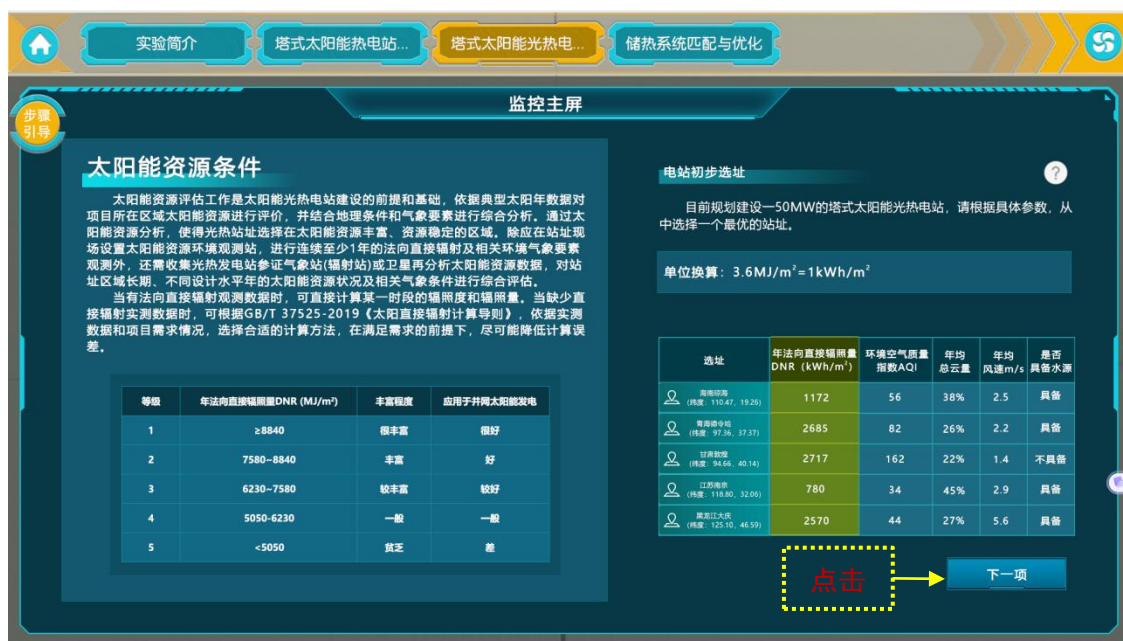 实验简介
塔式太阳能热电站...
塔式太阳能光热电...
储热系统匹配与优化
步骤
引导
监控主屏
太阳能资源条件
太阳能资源评估工作是太阳能光热电站建设的前提和基础，依据典型太阳年数据对
项目所在区域太阳能资源进行评价，并结合地理条件和气象要素进行综合分析。通过太
阳能资源分析，使得光热站址选择在太阳能资源丰富、资源稳定的区域。除应在站址现
场设置太阳能资源环境观测站，进行连续至少1年的法向直接辐射及相关环境气象要素
观测外，还需收集光热发电站参证气象站(辐射站)或卫星再分析太阳能资源数据，对站
址区域长期、不同设计水平年的太阳能资源状况及相关气象条件进行综合评估。
当有法向直接辐射观测数据时，可直接计算某一时段的辐照度和辐照量。当缺少直
接辐射实测数据时，可根据GB/T 37525-2019《太阳直接辐射计算导则》，依据实测
数据和项目需求情况，选择合适的计算方法，在满足需求的前提下，尽可能降低计算误
差。
等级 年法向直接辐照量DNR (MJ/m²) 丰富程度 应用于并网太阳能发电
1 ≥8840 很丰富 很好
2 7580~8840 丰富 好
3 6230~7580 较丰富 较好
4 5050-6230 一般 一般
5 <5050 贫乏 差
电站初步选址
?
目前规划建设一50MW的塔式太阳能光热电站，请根据具体参数，从
中选择一个最优的站址。
单位换算：3.6MJ/m²=1kWh/m²
选址 年法向直接辐照量 环境空气质量 年均 年均 是否
DNR（kWh/m²） 指数AQI 总云量 风速m/s 具备水源
海南琼海
(纬度：110.47, 19.26) 1172 56 38% 2.5 具备
青海德令哈
(纬度：97.36, 37.37) 2685 82 26% 2.2 具备
甘肃敦煌
(纬度：94.66, 40.14) 2717 162 22% 1.4 不具备
江苏南京
(纬度：118.80, 32.06) 780 34 45% 2.9 具备
黑龙江大庆
(纬度：125.10, 46.59) 2570 44 27% 5.6 具备
点击
下一项